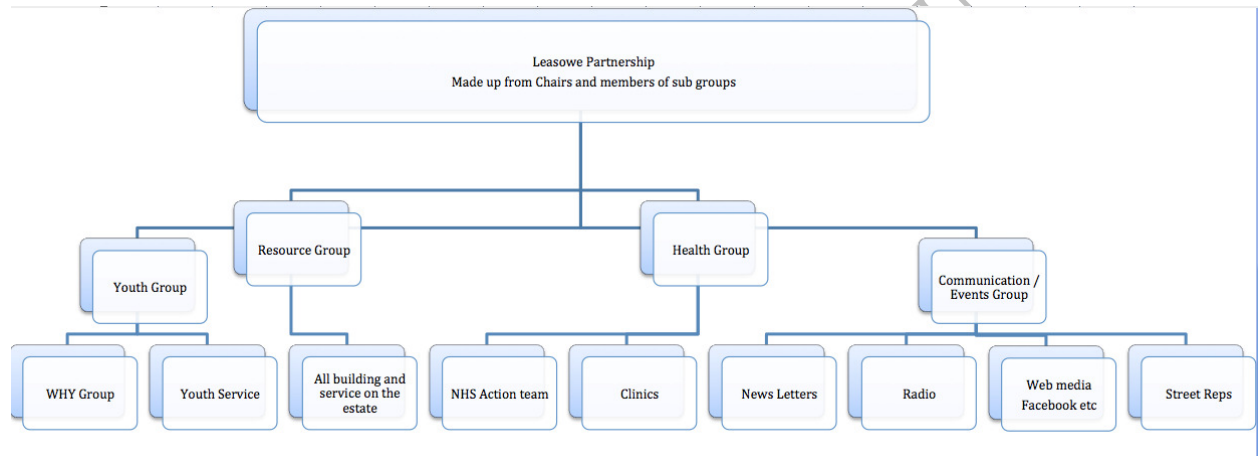 Leasowe Partnership
Made up from Chairs and members of sub groups
Resource Group
Health Group
Youth Group
Communication /
Events Group
WHY Group
Youth Service
All building and
service on the
estate
NHS Action team
Clinics
News Letters
Radio
Web media
Facebook etc
Street Reps